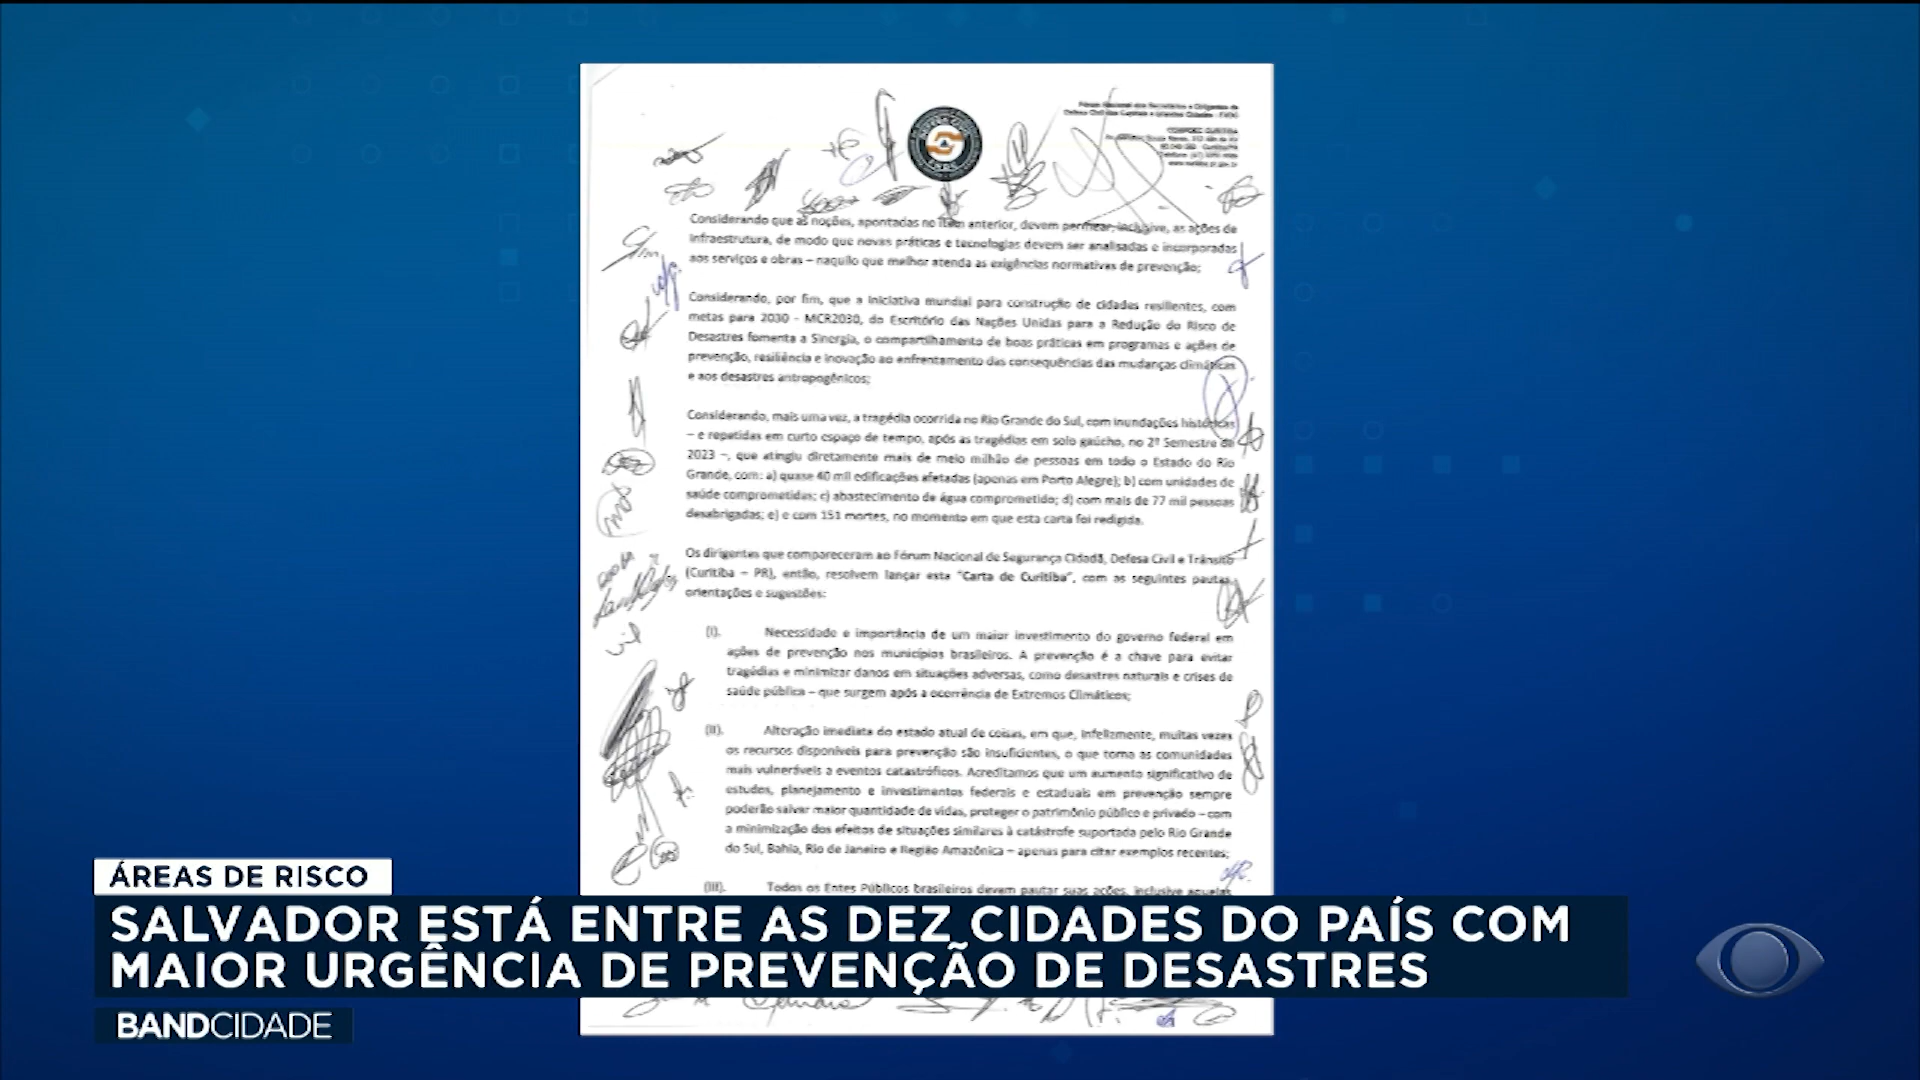 Fórum Nacional dos Secretários e Dirigentes de
Defesa Civil das Capitais e Grandes Cidades -
Considerando que as noções, apontadas no item anterior, devem permear, inclusive, as ações de
infraestrutura, de modo que novas práticas e tecnologias devem ser analisadas e incorporadas
aos serviços e obras – naquilo que melhor atenda as exigências normativas de prevenção;
Considerando, por fim, que a iniciativa mundial para construção de cidades resilientes, com
metas para 2030 - MCR2030, do Escritório das Nações Unidas para a Redução do Risco de
Desastres fomenta a Sinergia, o compartilhamento de boas práticas em programas e ações de
prevenção, resiliência e inovação ao enfrentamento das consequências das mudanças climáticas
e aos desastres antropogênicos;
Considerando, mais uma vez, a tragédia ocorrida no Rio Grande do Sul, com inundações históricas
– e repetidas em curto espaço de tempo, após as tragédias em solo gaúcho, no 2º Semestre de
2023 –, que atingiu diretamente mais de meio milhão de pessoas em todo o Estado do Rio
Grande, com: a) quase 40 mil edificações afetadas (apenas em Porto Alegre); b) com unidades de
saúde comprometidas; c) abastecimento de água comprometido; d) com mais de 77 mil pessoas
desabrigadas; e) e com 151 mortes, no momento em que esta carta foi redigida.
Os dirigentes que compareceram ao Fórum Nacional de Segurança Cidadã, Defesa Civil e Trânsito
(Curitiba – PR), então, resolvem lançar esta "Carta de Curitiba", com as seguintes pautas,
orientações e sugestões:
(I). Necessidade e importância de um maior investimento do governo federal em
ações de prevenção nos municípios brasileiros. A prevenção é a chave para evitar
tragédias e minimizar danos em situações adversas, como desastres naturais e crises de
saúde pública – que surgem após a ocorrência de Extremos Climáticos;
(II). Alteração imediata do estado atual de coisas, em que, infelizmente, muitas vezes
os recursos disponíveis para prevenção são insuficientes, o que torna as comunidades
mais vulneráveis a eventos catastróficos. Acreditamos que um aumento significativo de
estudos, planejamento e investimentos federais e estaduais em prevenção sempre
poderão salvar maior quantidade de vidas, proteger o patrimônio público e privado – com
a minimização dos efeitos de situações similares à catástrofe suportada pelo Rio Grande
do Sul, Bahia, Rio de Janeiro e Região Amazônica – apenas para citar exemplos recentes;
(III). Todos os Entes Públicos brasileiros devem pautar suas ações, inclusive aquelas
ÁREAS DE RISCO
SALVADOR ESTÁ ENTRE AS DEZ CIDADES DO PAÍS COM
MAIOR URGÊNCIA DE PREVENÇÃO DE DESASTRES
BANDCIDADE